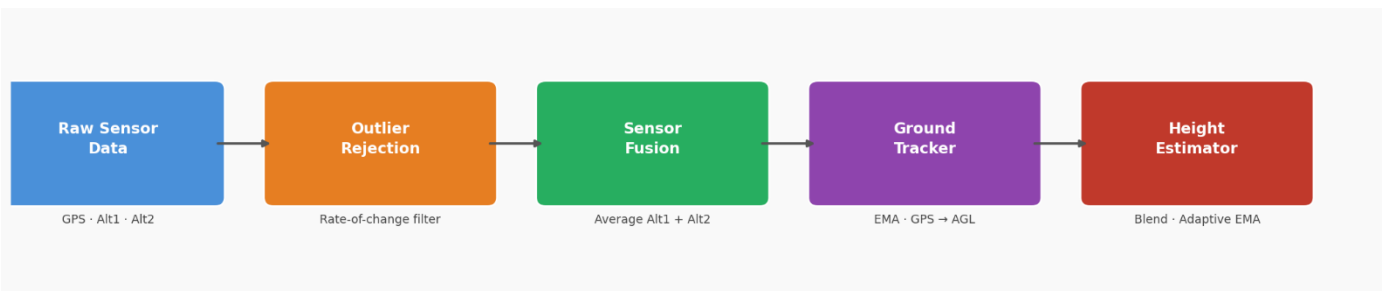 Raw Sensor
Data
Outlier
Rejection
Sensor
Fusion
Ground
Tracker
Height
Estimator
GPS · Alt1 · Alt2
Rate-of-change filter
Average Alt1 + Alt2
EMA · GPS → AGL
Blend · Adaptive EMA